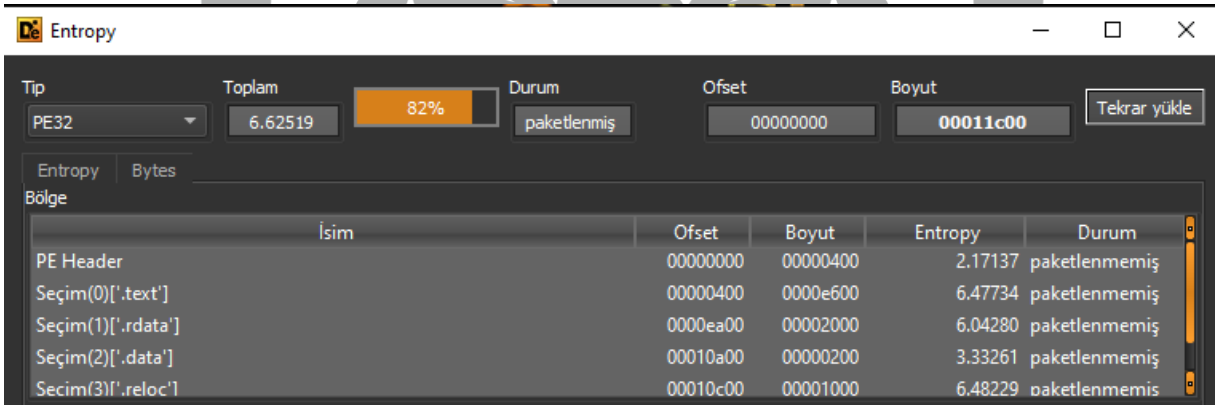 De Entropy
Tip Toplam Durum Ofset Boyut
PE32 6.62519 82% paketlenmiş 00000000 00011c00 Tekrar yükle
Entropy Bytes
Bölge
İsim Ofset Boyut Entropy Durum
PE Header 00000000 00000400 2.17137 paketlenmemiş
Seçim(0)['.text'] 00000400 0000e600 6.47734 paketlenmemiş
Seçim(1)['.rdata'] 0000ea00 00002000 6.04280 paketlenmemiş
Seçim(2)['.data'] 00010a00 00000200 3.33261 paketlenmemiş
Seçim(3)['.reloc'] 00010c00 00001000 6.48229 paketlenmemiş